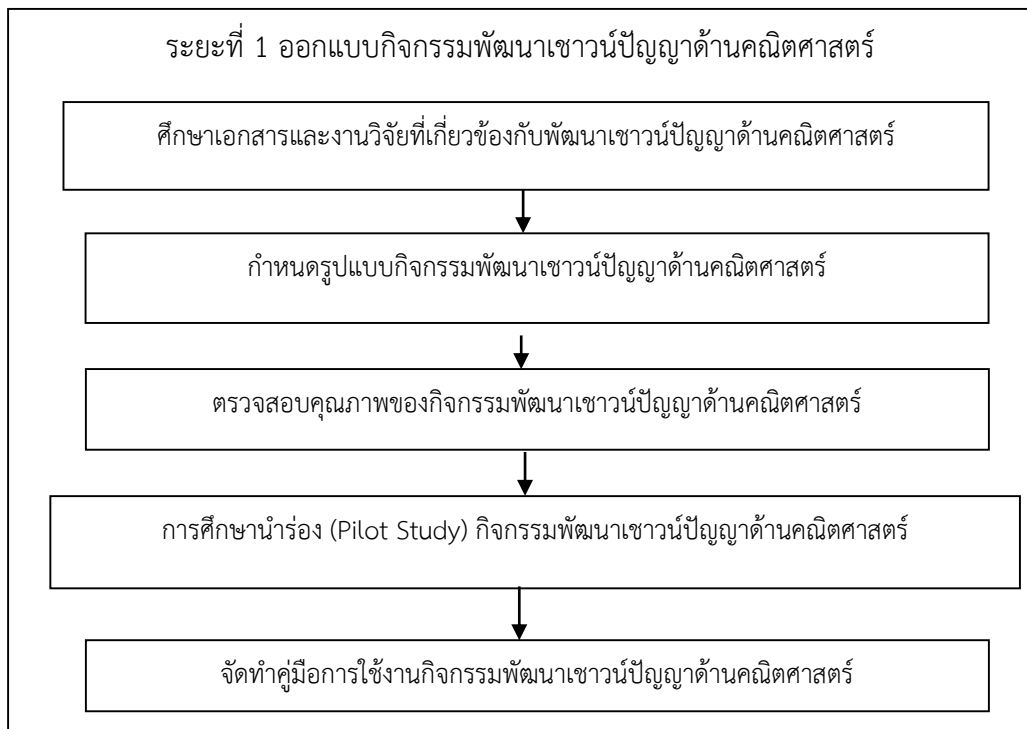 ระยะที่ 1 ออกแบบกิจกรรมพัฒนาเชาวน์ปัญญาด้านคณิตศาสตร์
ศึกษาเอกสารและงานวิจัยที่เกี่ยวข้องกับพัฒนาเชาวน์ปัญญาด้านคณิตศาสตร์
กำหนดรูปแบบกิจกรรมพัฒนาเชาวน์ปัญญาด้านคณิตศาสตร์
ตรวจสอบคุณภาพของกิจกรรมพัฒนาเชาวน์ปัญญาด้านคณิตศาสตร์
การศึกษานำร่อง (Pilot Study) กิจกรรมพัฒนาเชาวน์ปัญญาด้านคณิตศาสตร์
จัดทำคู่มือการใช้งานกิจกรรมพัฒนาเชาวน์ปัญญาด้านคณิตศาสตร์